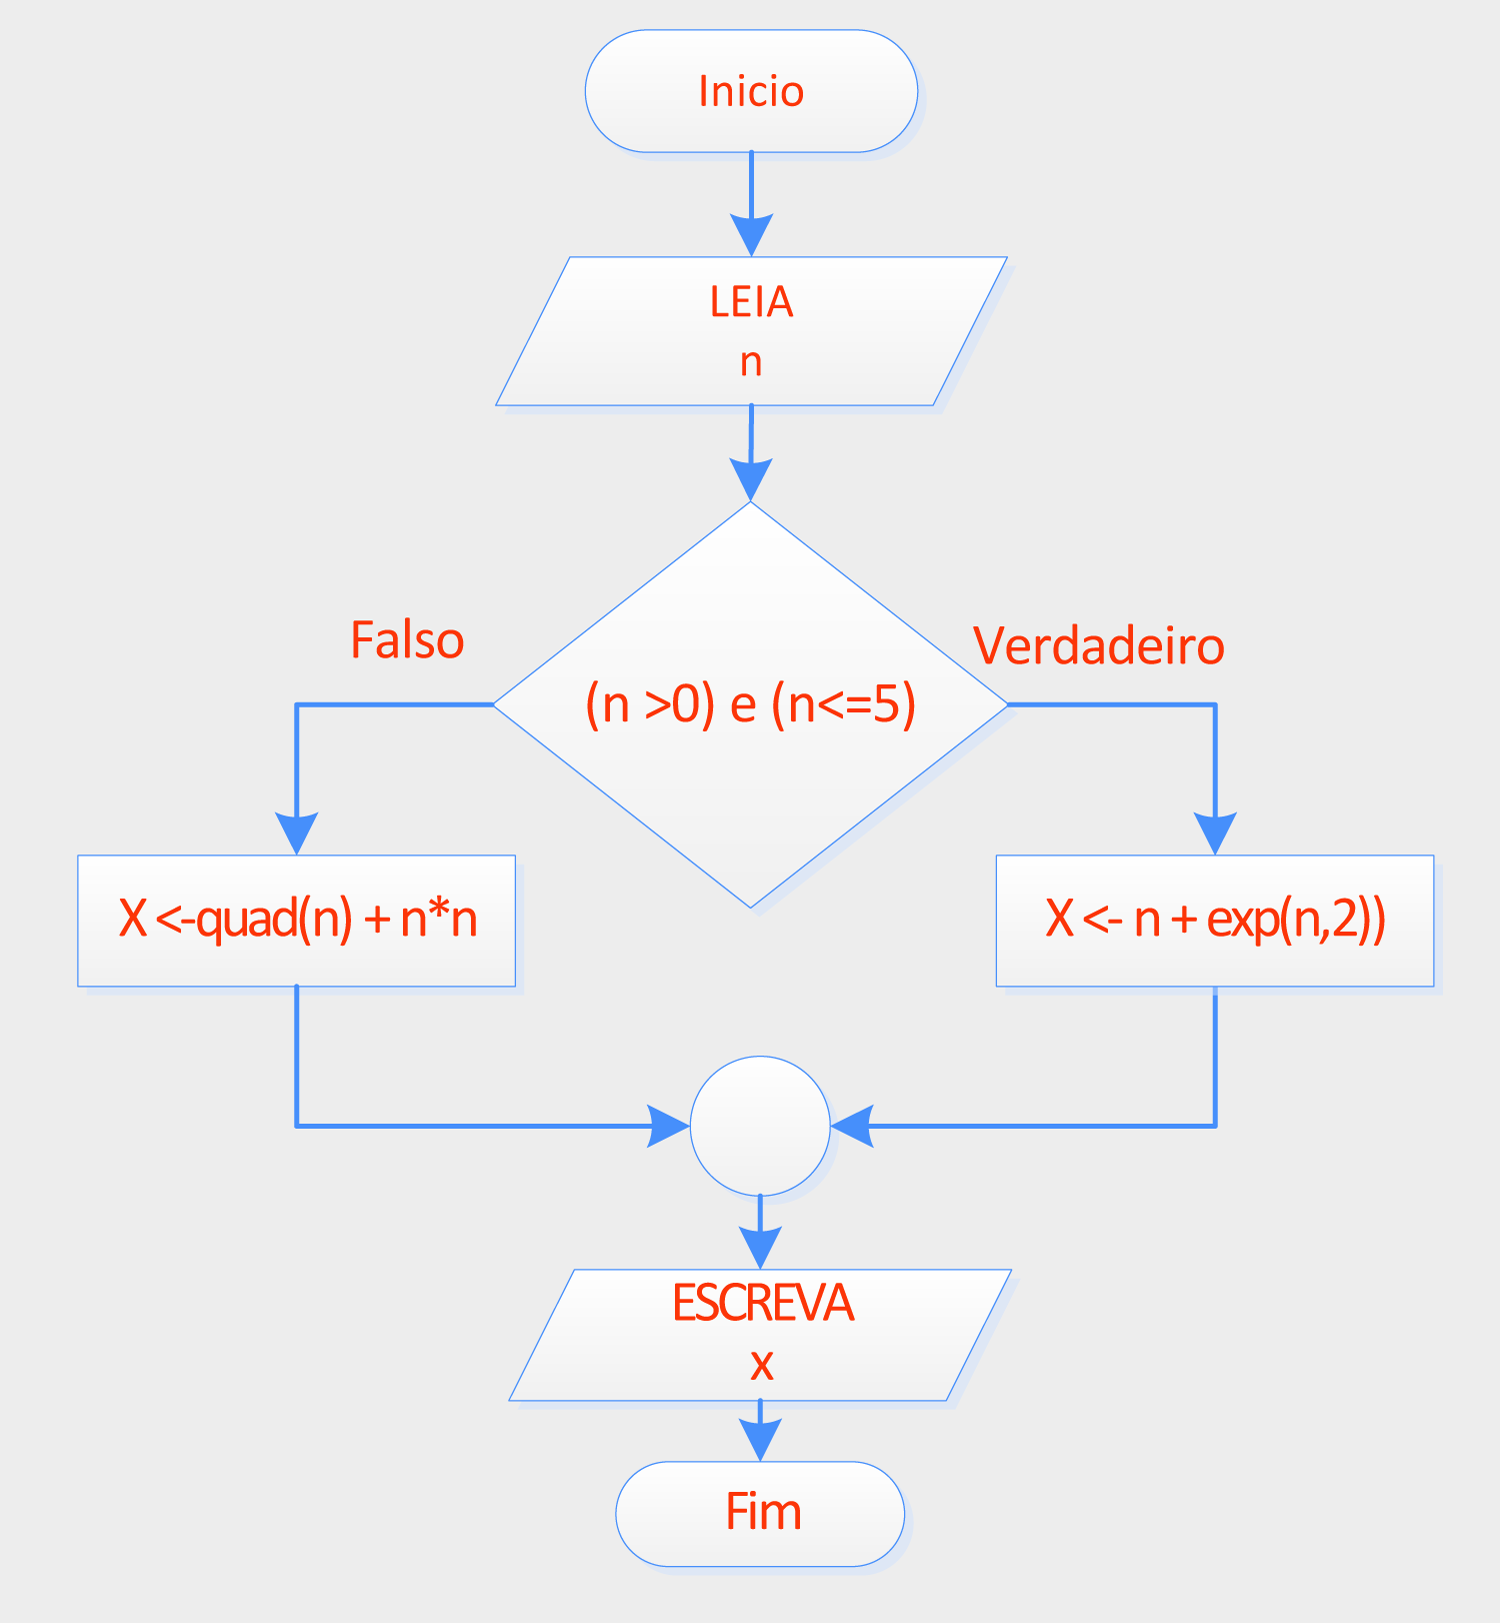 Inicio
LEIA
n
Falso
Verdadeiro
(n >0) e (n<=5)
X <-quad(n) + n*n
X <- n + exp(n,2))
ESCREVA
x
Fim